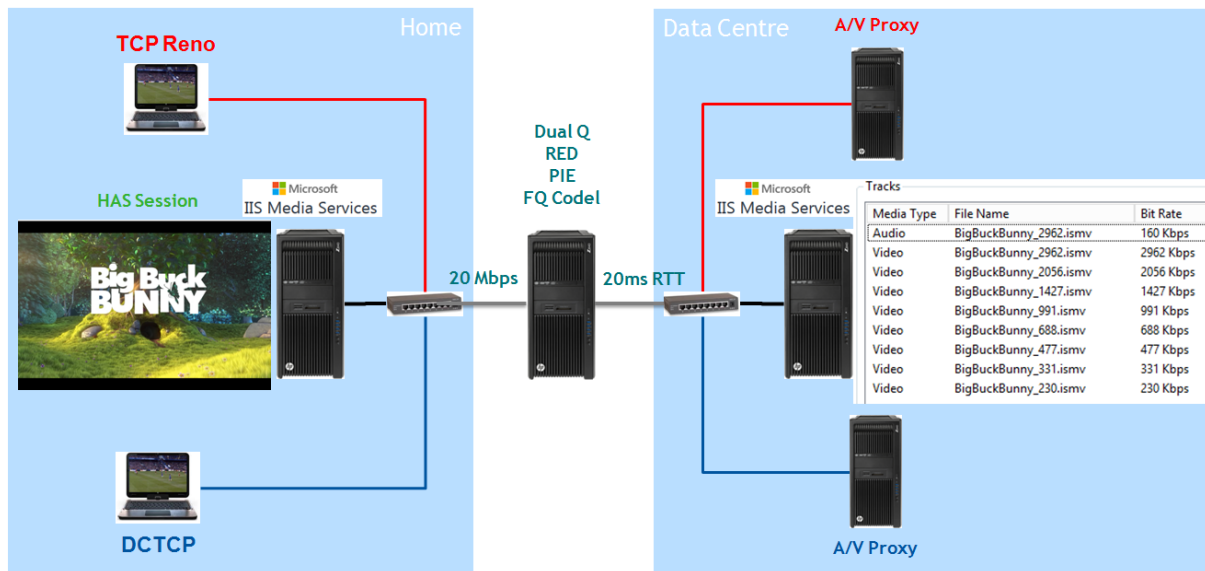 Home
TCP Reno
HAS Session
Microsoft
IIS Media Services
Big Buck
BUNNY
DCTCP
Dual Q
RED
PIE
FQ Codel
20 Mbps
20ms RTT
Data Centre
A/V Proxy
Microsoft
IIS Media Services
Tracks
Media Type File Name Bit Rate
Audio BigBuckBunny_2962.ismv 160 Kbps
Video BigBuckBunny_2962.ismv 2962 Kbps
Video BigBuckBunny_2056.ismv 2056 Kbps
Video BigBuckBunny_1427.ismv 1427 Kbps
Video BigBuckBunny_991.ismv 991 Kbps
Video BigBuckBunny_688.ismv 688 Kbps
Video BigBuckBunny_477.ismv 477 Kbps
Video BigBuckBunny_331.ismv 331 Kbps
Video BigBuckBunny_230.ismv 230 Kbps
A/V Proxy